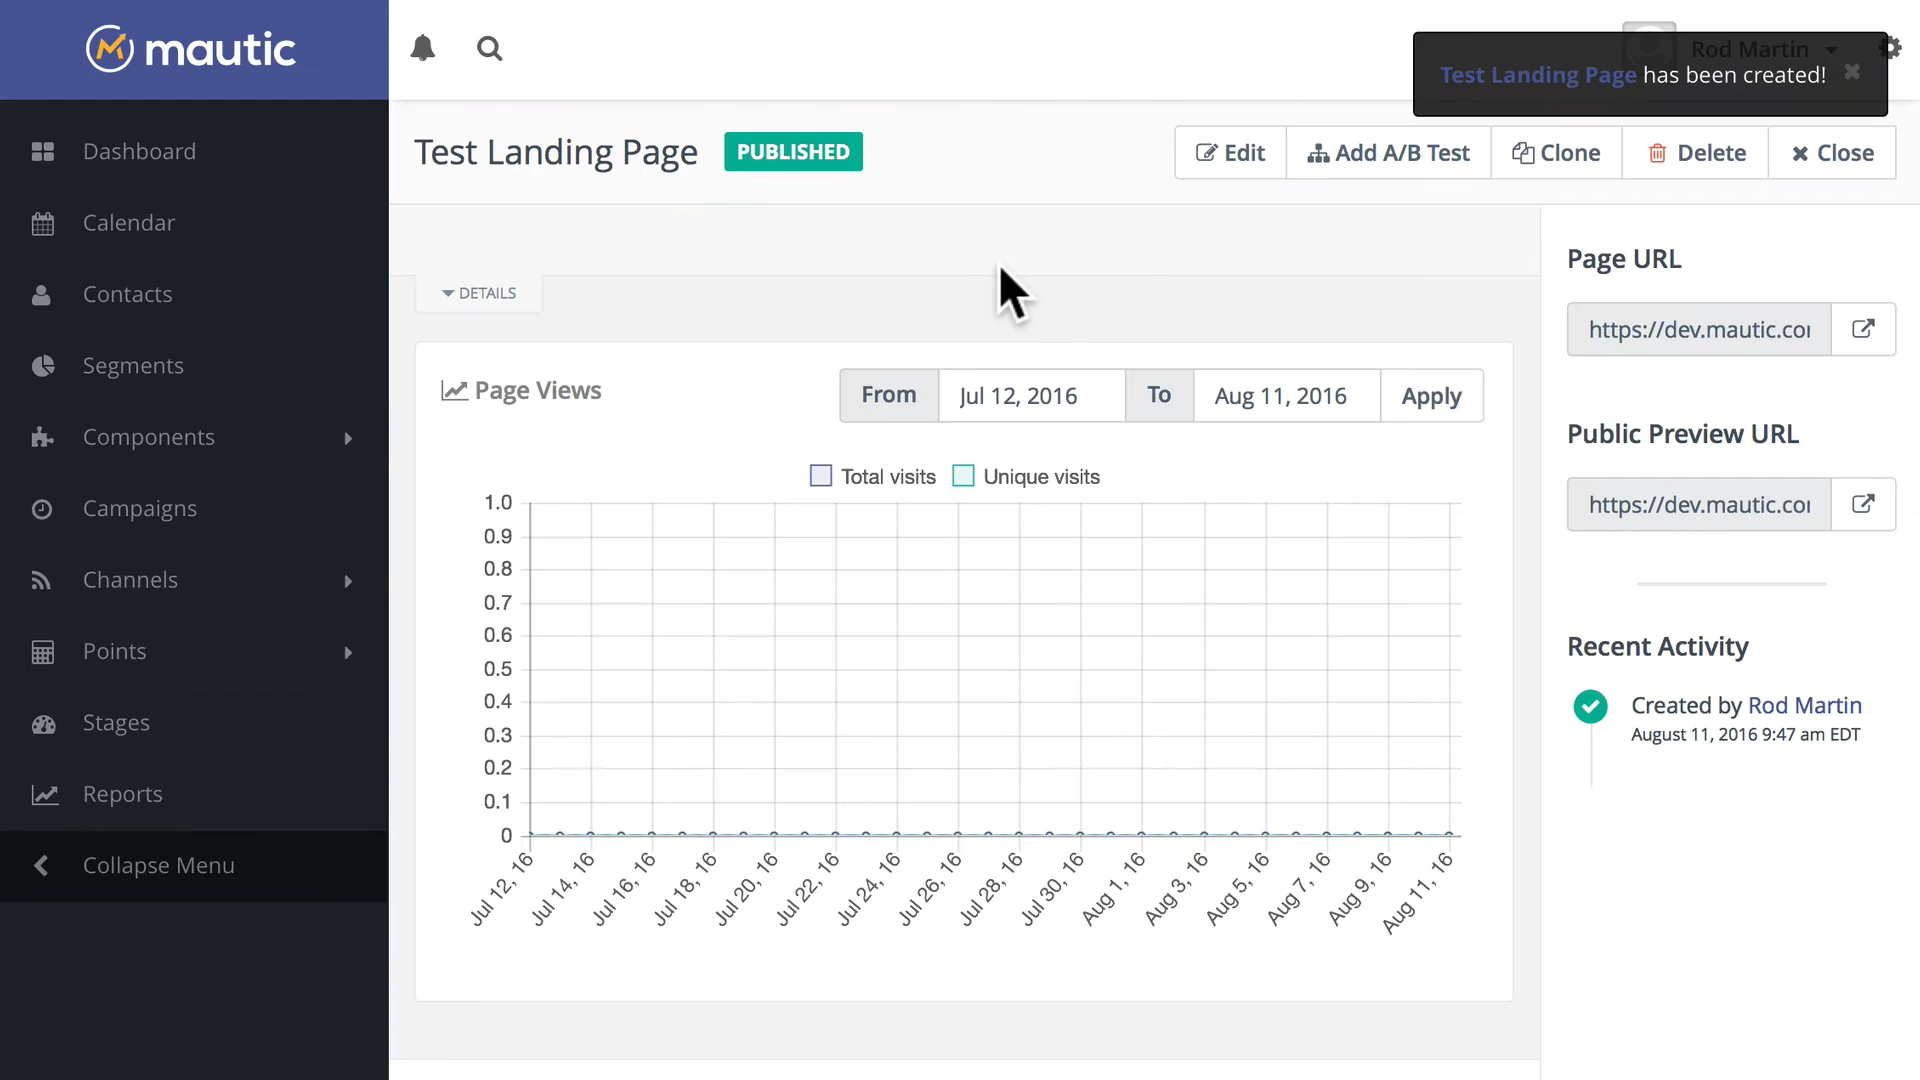 mautic
Rod Martin
Test Landing Page has been created!
Test Landing Page
PUBLISHED
Edit
Add A/B Test
Clone
Delete
Close
Dashboard
Calendar
Contacts
Segments
Components
Campaigns
Channels
Points
Stages
Reports
Collapse Menu
DETAILS
Page Views
From
Jul 12, 2016
To
Aug 11, 2016
Apply
Total visits
Unique visits
1.0
0.9
0.8
0.7
0.6
0.5
0.4
0.3
0.2
0.1
0
Jul 12, 16
Jul 14, 16
Jul 16, 16
Jul 18, 16
Jul 20, 16
Jul 22, 16
Jul 24, 16
Jul 26, 16
Jul 28, 16
Jul 30, 16
Aug 1, 16
Aug 3, 16
Aug 5, 16
Aug 7, 16
Aug 9, 16
Aug 11, 16
Page URL
https://dev.mautic.co
Public Preview URL
https://dev.mautic.co
Recent Activity
Created by Rod Martin
August 11, 2016 9:47 am EDT